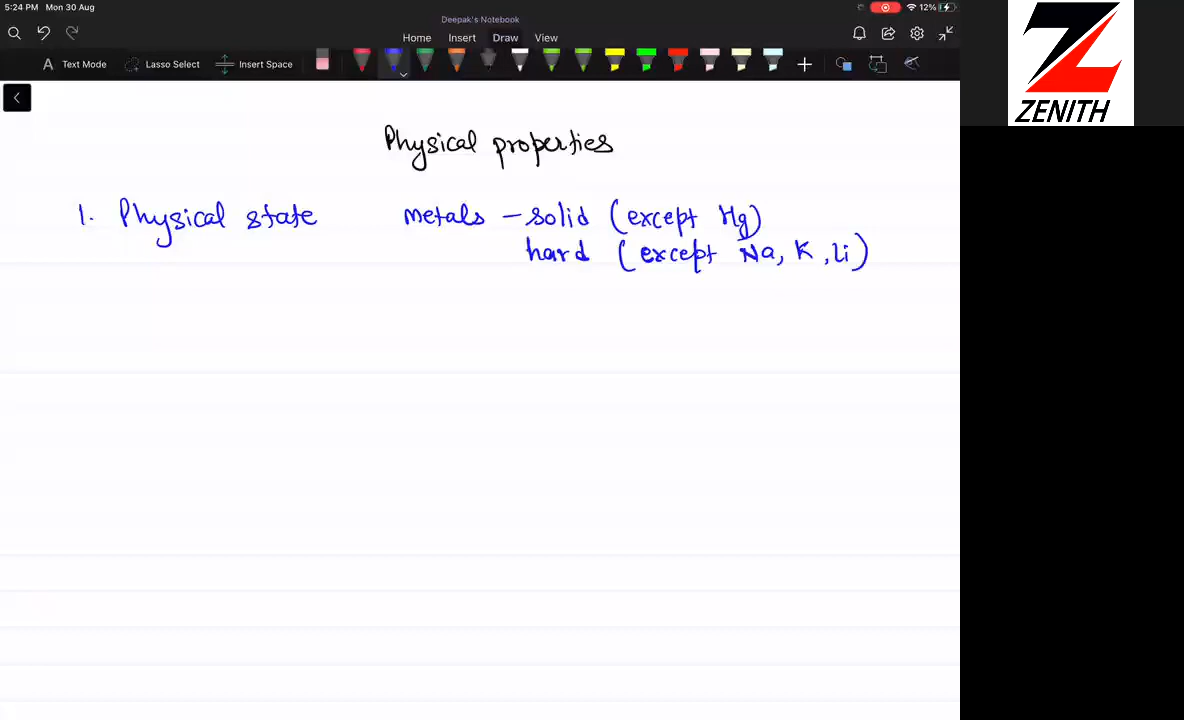 5:24 PM Mon 30 Aug
12%
Deepak's Notebook
Home Insert Draw View
A Text Mode Lasso Select Insert Space
ZENITH
Physical properties
1. Physical state metals - solid (except Hg)
hard (except Na, K, Li)